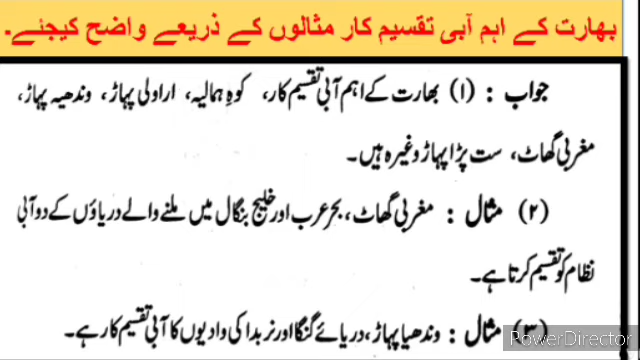 بھارت کے اہم آبی تقسیم کار مثالوں کے ذریعے واضح کیجئے۔
جواب : (۱) بھارت کے اہم آبی تقسیم کار، کوہِ ہمالیہ، اراولی پہاڑ، وندھیہ پہاڑ،
مغربی گھاٹ، ست پڑا پہاڑ وغیرہ ہیں۔
(۲) مثال : مغربی گھاٹ، بحر عرب اور خلیج بنگال میں ملنے والے دریاؤں کے دو آبی
نظام کو تقسیم کرتا ہے۔
(۳) مثال : وندھیا پہاڑ، دریائے گنگا اور نربدا کی وادیوں کا آبی تقسیم کار ہے۔
PowerDirector